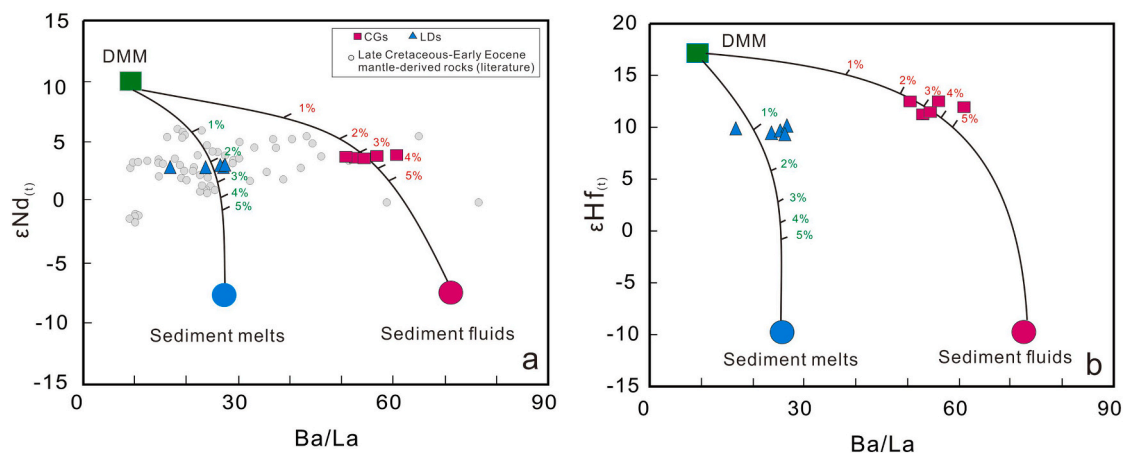 CGs LDs
Late Cretaceous-Early Eocene
mantle-derived rocks (literature)
DMM
15
10
5
0
-5
-10
-15
εNd(t)
1%
2%
3%
4%
5%
1%
2%
3%
4%
5%
Sediment melts
Sediment fluids
a
0 30 60 90
Ba/La
20
15
10
5
0
-5
-10
-15
εHf(t)
DMM
1%
2%
3%
4%
5%
1%
2%
3%
4%
5%
Sediment melts
Sediment fluids
b
0 30 60 90
Ba/La